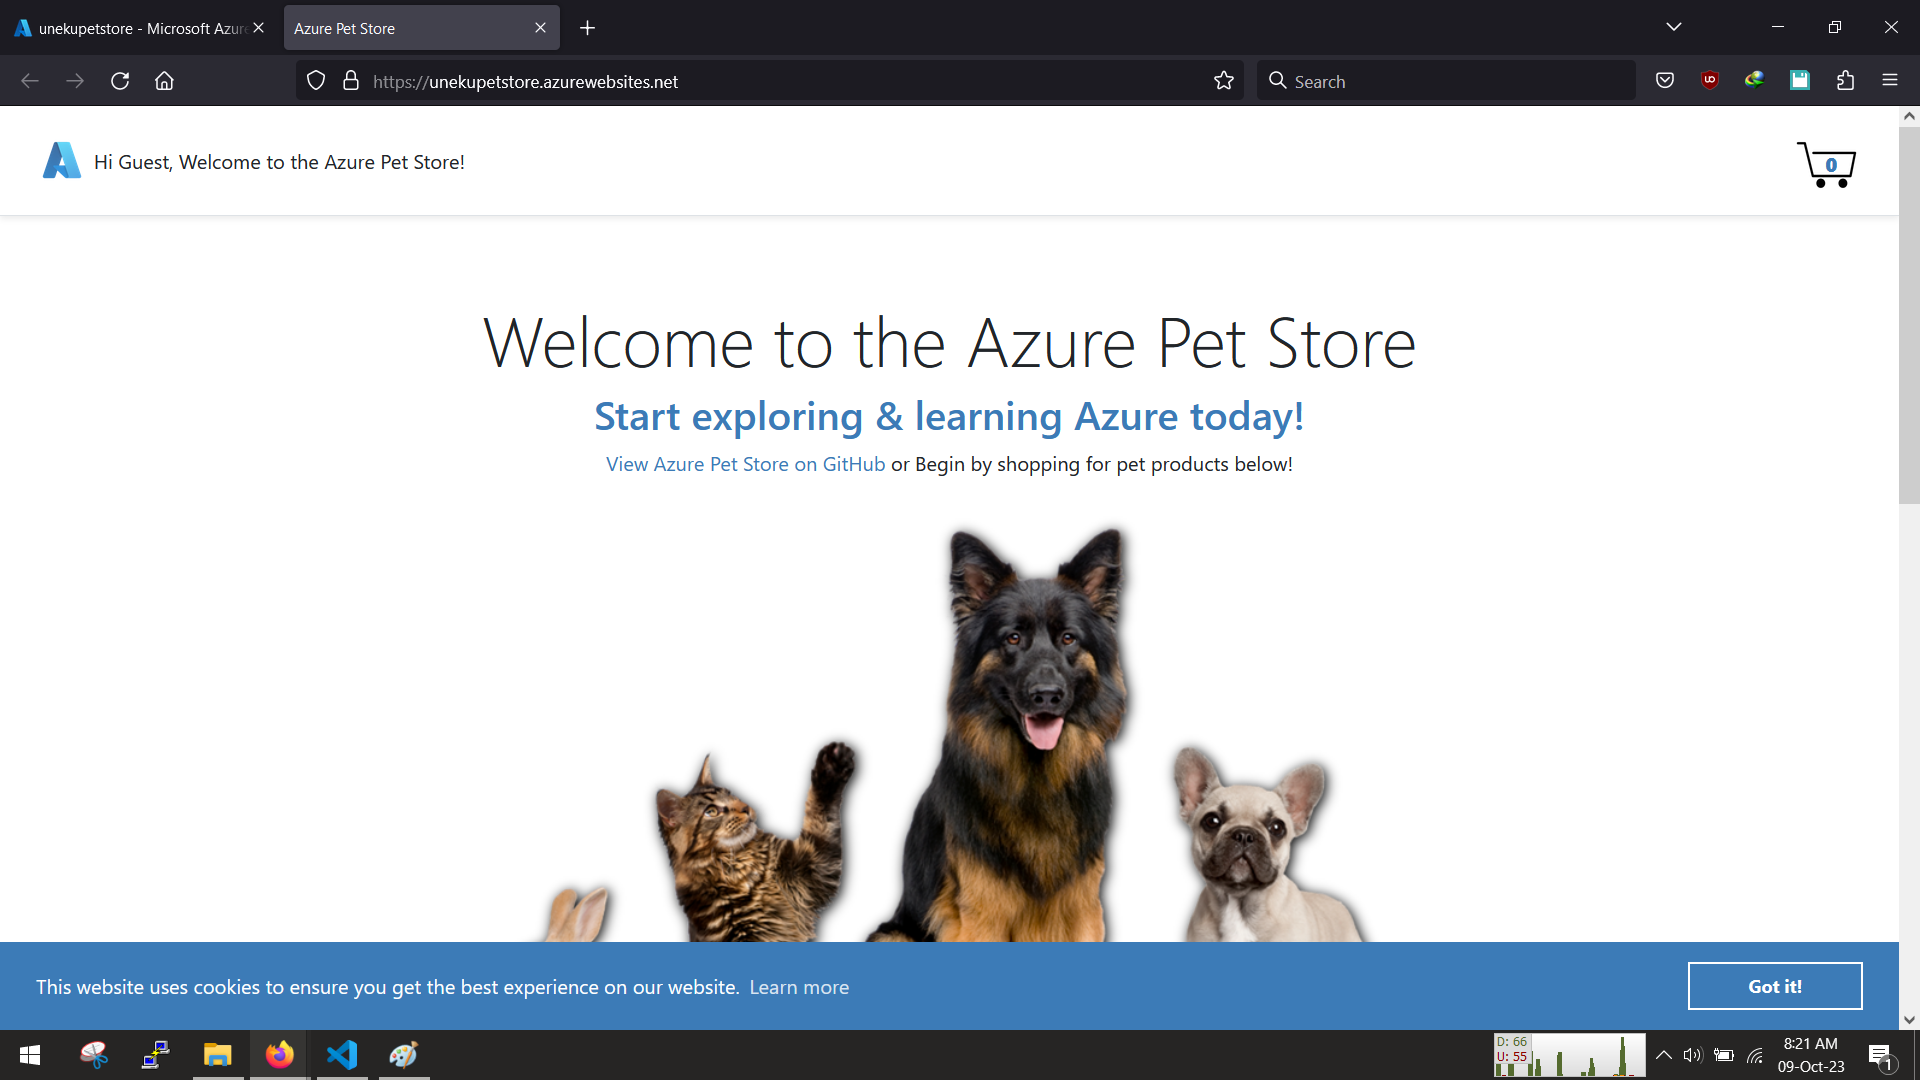 unekupetstore - Microsoft Azure
Azure Pet Store
https://unekupetstore.azurewebsites.net
Search
Hi Guest, Welcome to the Azure Pet Store!
0
Welcome to the Azure Pet Store
Start exploring & learning Azure today!
View Azure Pet Store on GitHub or Begin by shopping for pet products below!
This website uses cookies to ensure you get the best experience on our website. Learn more
Got it!
D: 66
U: 55
8:21 AM
09-Oct-23
1